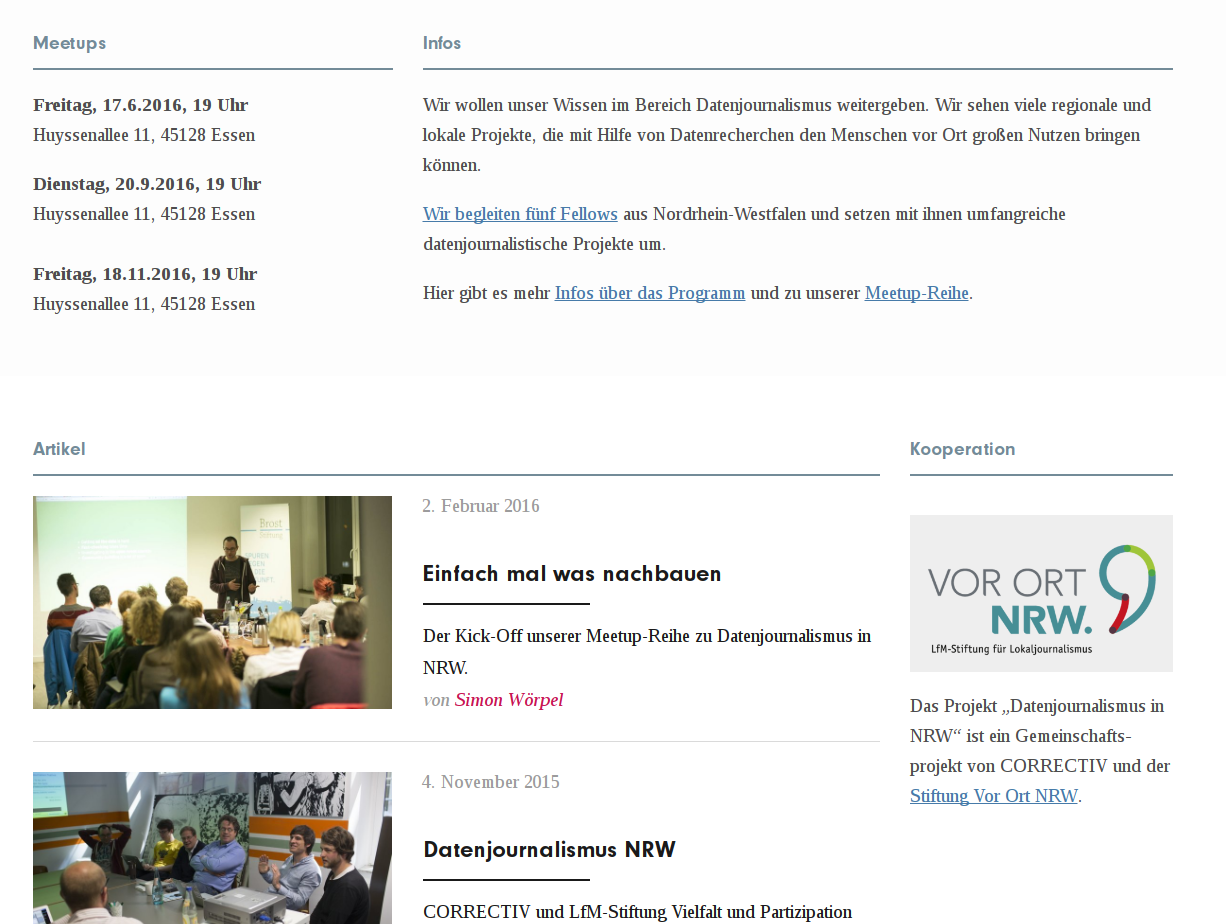 Meetups
Freitag, 17.6.2016, 19 Uhr
Huyssenallee 11, 45128 Essen
Dienstag, 20.9.2016, 19 Uhr
Huyssenallee 11, 45128 Essen
Freitag, 18.11.2016, 19 Uhr
Huyssenallee 11, 45128 Essen
Infos
Wir wollen unser Wissen im Bereich Datenjournalismus weitergeben. Wir sehen viele regionale und
lokale Projekte, die mit Hilfe von Datenrecherchen den Menschen vor Ort großen Nutzen bringen
können.
Wir begleiten fünf Fellows aus Nordrhein-Westfalen und setzen mit ihnen umfangreiche
datenjournalistische Projekte um.
Hier gibt es mehr Infos über das Programm und zu unserer Meetup-Reihe.
Artikel
Brost
Stiftung
SPUREN
2. Februar 2016
Einfach mal was nachbauen
Der Kick-Off unserer Meetup-Reihe zu Datenjournalismus in
NRW.
von Simon Wörpel
4. November 2015
Datenjournalismus NRW
CORRECTIV und LfM-Stiftung Vielfalt und Partizipation
Kooperation
VOR ORT
NRW.
LfM-Stiftung für Lokaljournalismus
Das Projekt „Datenjournalismus in
NRW“ ist ein Gemeinschafts-
projekt von CORRECTIV und der
Stiftung Vor Ort NRW.